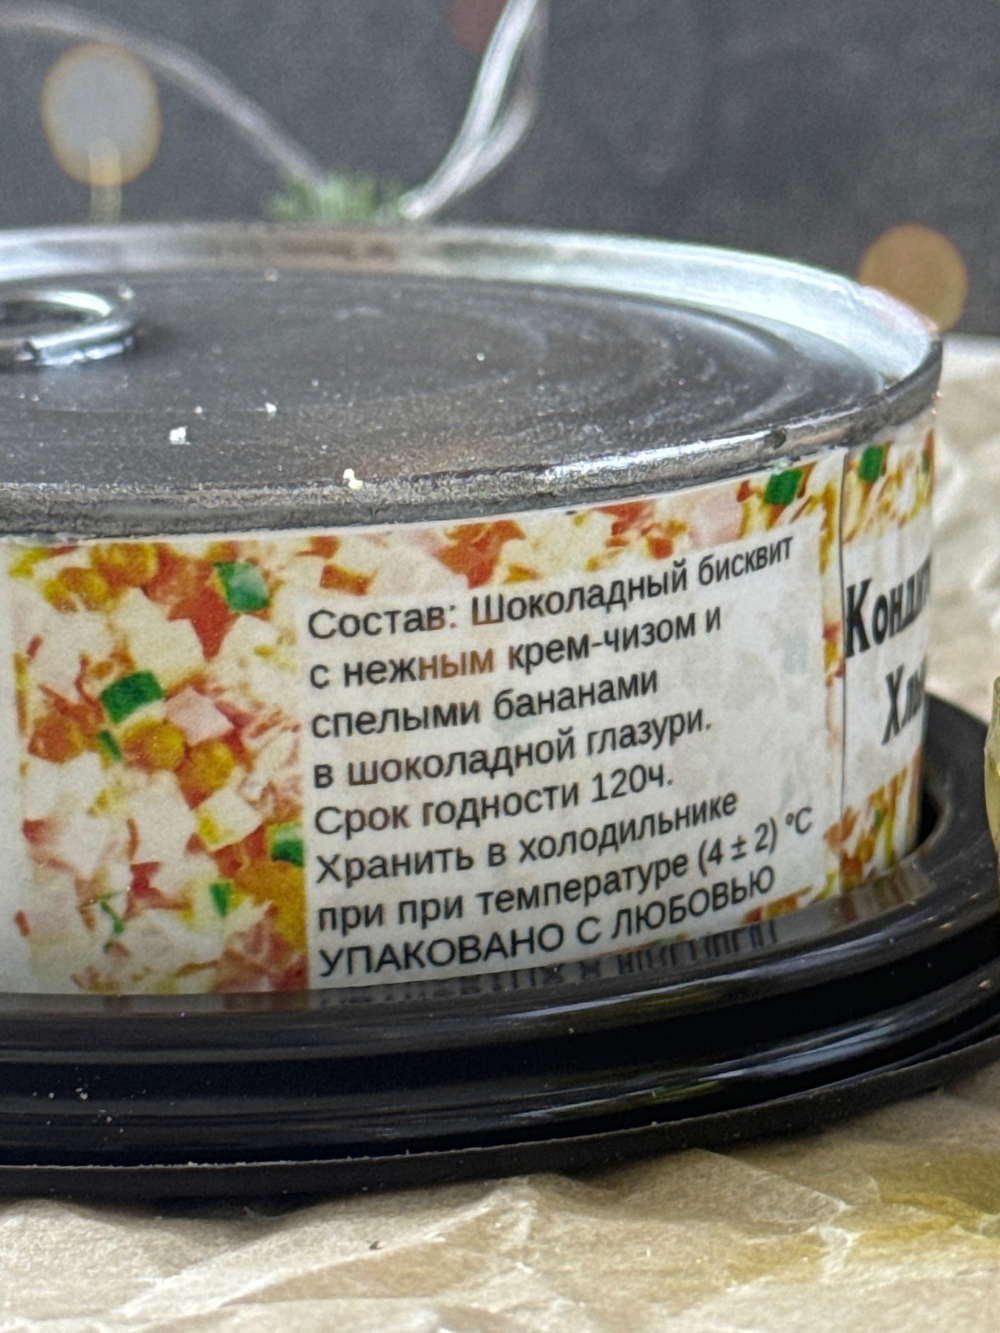 Состав: Шоколадный бисквит
с нежным крем-чизом и
спелыми бананами
в шоколадной глазури.
Срок годности 120ч.
Хранить в холодильнике
при при температуре (4 ± 2) °C
УПАКОВАНО С ЛЮБОВЬЮ